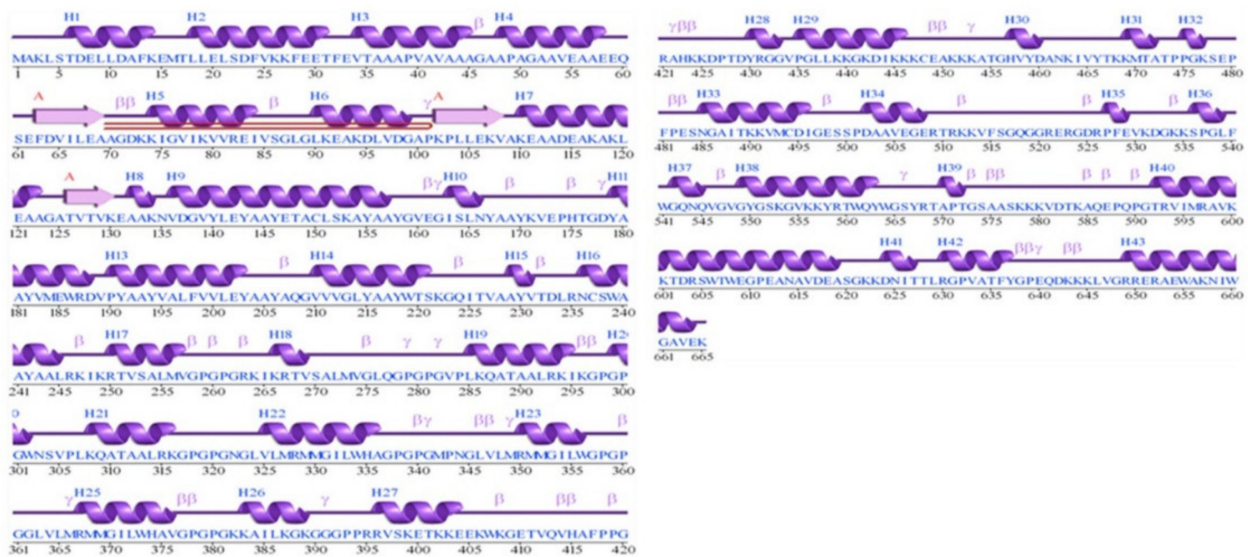 H1 H2 H3 β H4
MAKLSTDELLDAFKEMTLLELSDFVKKFEETFEVTAAAPVAVAAAGAAPAGAAVEAAEEQ
1 5 10 15 20 25 30 35 40 45 50 55 60
A ββ H5 β H6 γ A H7
SEFDVILEAAGDKKIGVIKVVREIVSGLGLKEAKDLVDGAPKPLLEKVAKEAADEAKAKL
61 65 70 75 80 85 90 95 100 105 110 115 120
A H8 H9 βγ H10 β β γ H11
EAAGATVTVKEAAKNVDGVYLEYAAYETACLSKAYAAYGVEGISLNYAAYKVEPHTGDYA
121 125 130 135 140 145 150 155 160 165 170 175 180
H13 β H14 β H15 β H16
AYVMEWRDVPYAAYVALFVVLEYAAYAQGVVVGLYAAYWTSKGQITVAAYVTDLRNCSWA
181 185 190 195 200 205 210 215 220 225 230 235 240
β H17 β β β H18 β γ γ H19 ββ H20
AYAALRKIKRTVSALMVGPGPGRKIKRTVSALMVGLQGPGPGVPLKQATAALRKIKGPGP
241 245 250 255 260 265 270 275 280 285 290 295 300
0 H21 H22 βγ ββ γ H23 β
GWNSVPLKQATAALRKGPGPGNGLVLMRMMGILWHAGPGPGMPNGLVLMRMMGILWGPGP
301 305 310 315 320 325 330 335 340 345 350 355 360
γ H25 ββ H26 γ H27 β ββ β
GGLVLMRMMGILWHAVGPGPGKKAILKGKGGGPPRRVSKETKKEEKWKGETVQVHAFPPG
361 365 370 375 380 385 390 395 400 405 410 415 420
γββ H28 H29 ββ γ H30 H31 H32
RAHKKDPTDYRGGVPGLLKKGKDIKKKCEAKKKATGHVYDANKIVYTKKMTATPPGKSEP
421 425 430 435 440 445 450 455 460 465 470 475 480
ββ H33 β H34 β β H35 β H36
FPESNGAITKKVMCDIGESSPDAAVEGERTRKKVFSGQGGRERGDRPFEVKDGKKSPGLF
481 485 490 495 500 505 510 515 520 525 530 535 540
H37 β H38 γ H39 β ββ β β β H40
WGQNQVGVGYGSKGVKKYRTWQYWGSYRTAPTGSAASKKKVDTKAQEPQPGTRVIMRAVK
541 545 550 555 560 565 570 575 580 585 590 595 600
H41 H42 ββγ ββ H43
KTDRSWTWEGPEANAVDEASGKKDNITTLRGPVATFYGPEQDKKKLVGRRERAEWAKNIW
601 605 610 615 620 625 630 635 640 645 650 655 660
GAVEK
661 665